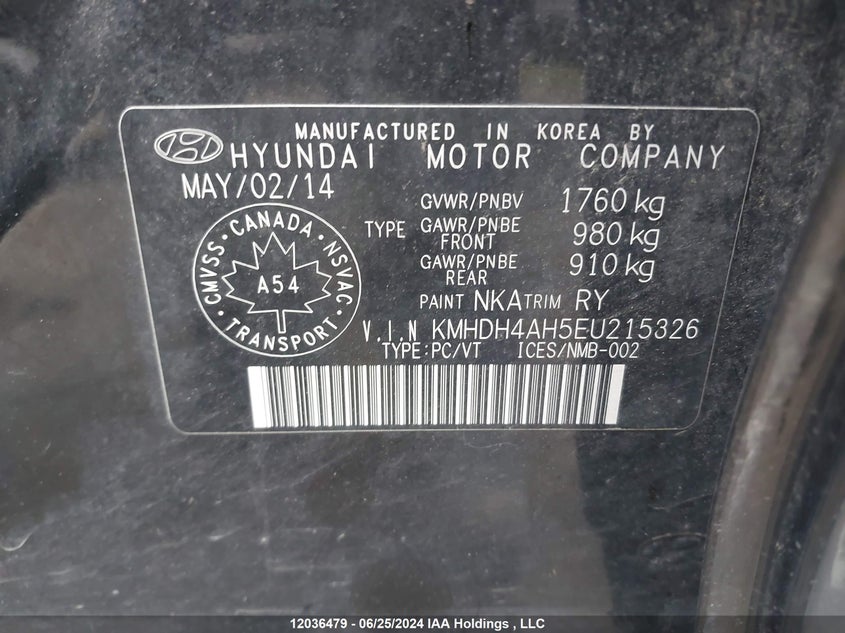 MANUFACTURED IN KOREA BY
HYUNDAI MOTOR COMPANY
MAY/02/14
GVWR/PNBV 1760 kg
TYPE GAWR/PNBE FRONT 980 kg
GAWR/PNBE REAR 910 kg
PAINT NKA TRIM RY
V.I.N KMHDH4AH5EU215326
TYPE:PC/VT ICES/NMB-002
CMVSS · CANADA · NSVAC · TRANSPORT ·
A54
12036479 - 06/25/2024 IAA Holdings , LLC